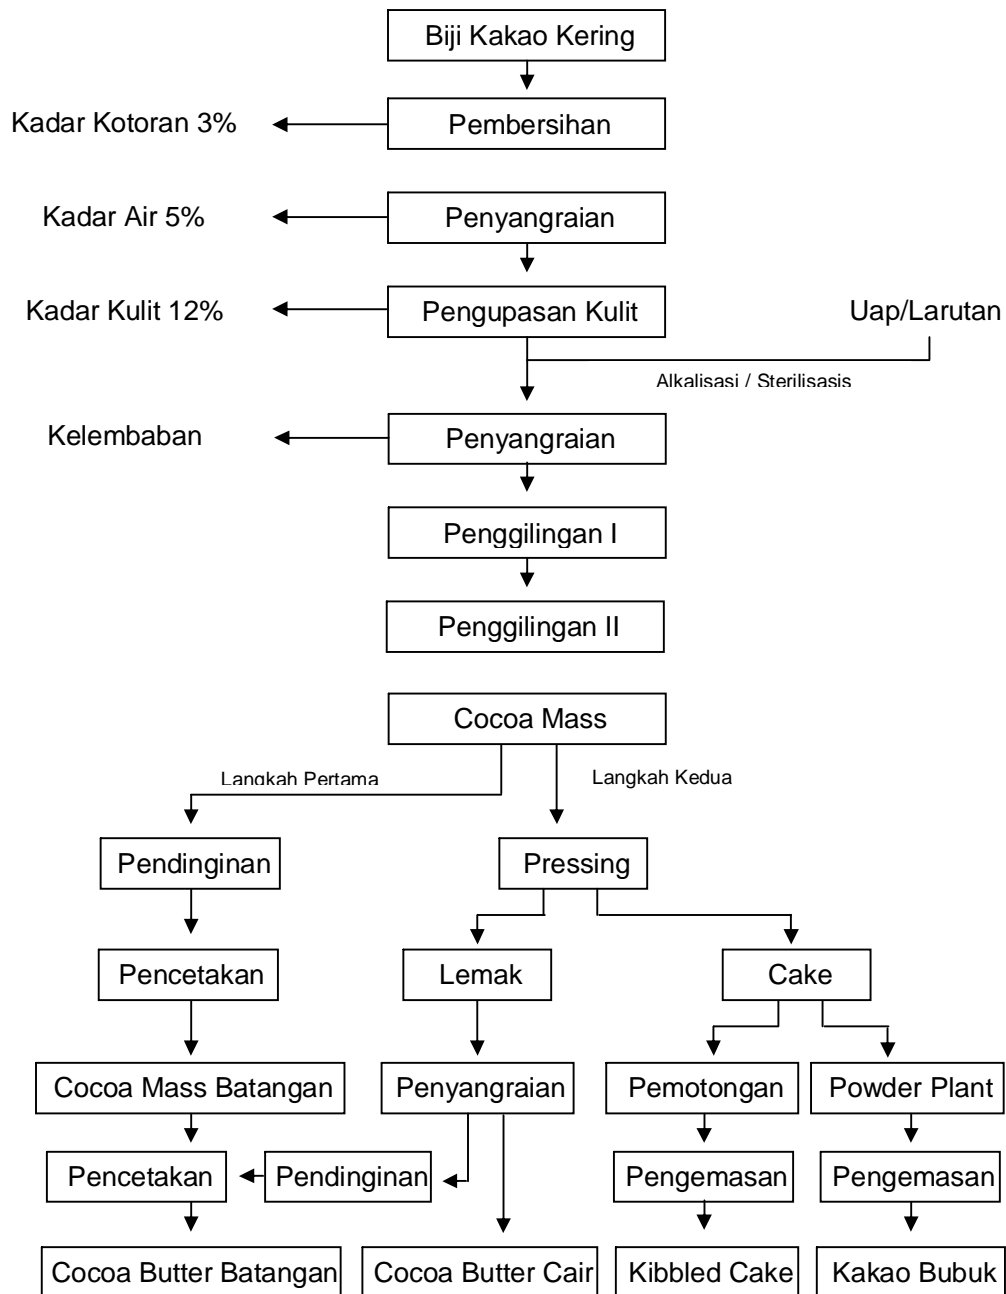 Biji Kakao Kering
Kadar Kotoran 3%
Pembersihan
Kadar Air 5%
Penyangraian
Kadar Kulit 12%
Pengupasan Kulit
Uap/Larutan
Alkalisasi / Sterilisasis
Kelembaban
Penyangraian
Penggilingan I
Penggilingan II
Cocoa Mass
Langkah Pertama
Langkah Kedua
Pendinginan
Pressing
Pencetakan
Lemak
Cake
Cocoa Mass Batangan
Penyangraian
Pemotongan
Powder Plant
Pencetakan
Pendinginan
Pengemasan
Pengemasan
Cocoa Butter Batangan
Cocoa Butter Cair
Kibbled Cake
Kakao Bubuk